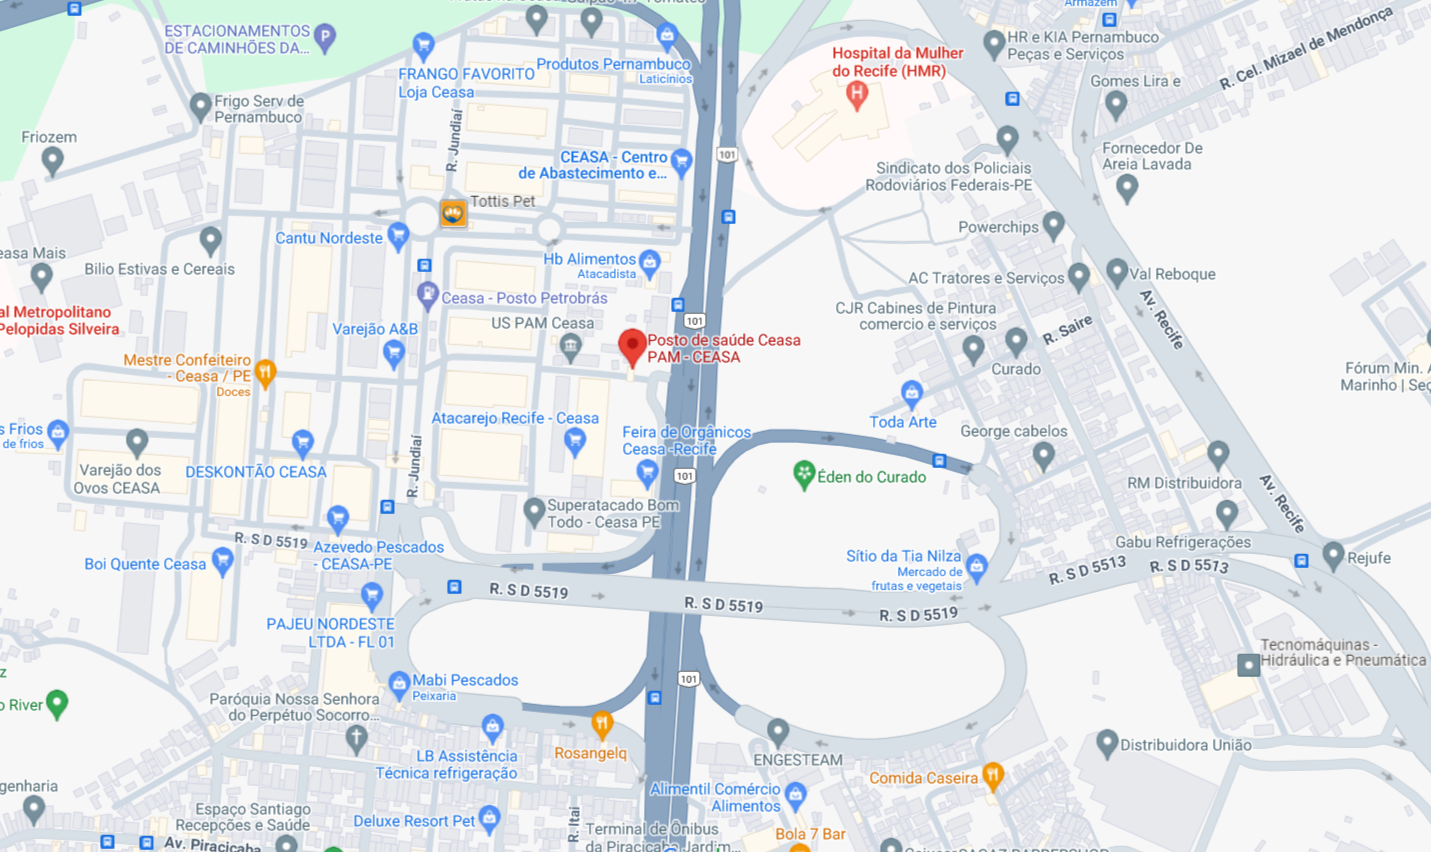 Armazém
ESTACIONAMENTOS
DE CAMINHÕES DA...
FRANGO FAVORITO
Loja Ceasa
Produtos Pernambuco
Laticínios
Hospital da Mulher
do Recife (HMR)
HR e KIA Pernambuco
Peças e Serviços
R. Cel. Mizael de Mendonça
Gomes Lira e
Frigo Serv de
Pernambuco
Friozem
R. Jundiaí
CEASA - Centro
de Abastecimento e...
101
Sindicato dos Policiais
Rodoviários Federais-PE
Fornecedor De
Areia Lavada
Tottis Pet
Cantu Nordeste
Powerchips
easa Mais
Bilio Estivas e Cereais
Hb Alimentos
Atacadista
AC Tratores e Serviços
Val Reboque
Ceasa - Posto Petrobrás
al Metropolitano
Pelopidas Silveira
Varejão A&B
US PAM Ceasa
101
CJR Cabines de Pintura
comercio e serviços
R. Saire
Av. Recife
Posto de saúde Ceasa
PAM - CEASA
Mestre Confeiteiro
- Ceasa / PE
Doces
Curado
Fórum Min. A
Marinho | Seç
s Frios
de frios
Atacarejo Recife - Ceasa
Feira de Orgânicos
Ceasa -Recife
Toda Arte
George cabelos
Varejão dos
Ovos CEASA
DESKONTÃO CEASA
R. Jundiaí
101
Éden do Curado
RM Distribuidora
Av. Recife
Superatacado Bom
Todo - Ceasa PE
R. S D 5519
Azevedo Pescados
- CEASA-PE
Boi Quente Ceasa
Gabu Refrigerações
Rejufe
Sítio da Tia Nilza
Mercado de
frutas e vegetais
R. S D 5513
R. S D 5513
R. S D 5519
R. S D 5519
R. S D 5519
PAJEU NORDESTE
LTDA - FL 01
Tecnomáquinas -
Hidráulica e Pneumática
z
o River
Mabi Pescados
Peixaria
101
Paróquia Nossa Senhora
do Perpétuo Socorro...
LB Assistência
Técnica refrigeração
Rosangelq
ENGESTEAM
Distribuidora União
Comida Caseira
genharia
Alimentil Comércio
Alimentos
Espaço Santiago
Recepções e Saúde
Deluxe Resort Pet
R. Itai
Terminal de Ônibus
da Piracicaba Jardim...
Bola 7 Bar
Av. Piracicaba